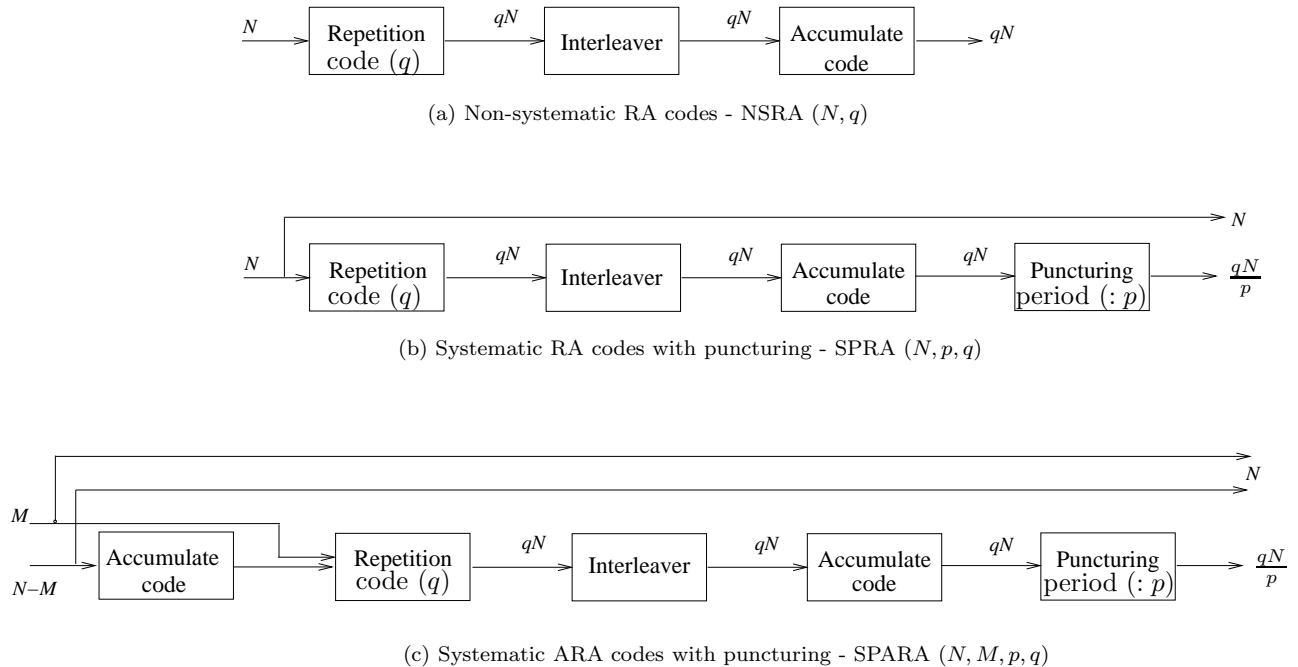 N
Repetition
code (q)
qN
Interleaver
qN
Accumulate
code
qN
(a) Non-systematic RA codes - NSRA (N, q)
N
N
Repetition
code (q)
qN
Interleaver
qN
Accumulate
code
qN
Puncturing
period (: p)
qN
p
(b) Systematic RA codes with puncturing - SPRA (N, p, q)
N
M
N−M
Accumulate
code
Repetition
code (q)
qN
Interleaver
qN
Accumulate
code
qN
Puncturing
period (: p)
qN
p
(c) Systematic ARA codes with puncturing - SPARA (N, M, p, q)